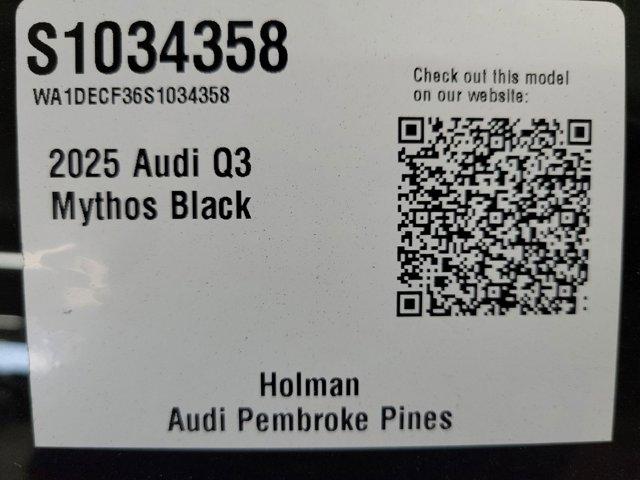 S1034358
WA1DECF36S1034358
Check out this model
on our website:
2025 Audi Q3
Mythos Black
Holman
Audi Pembroke Pines